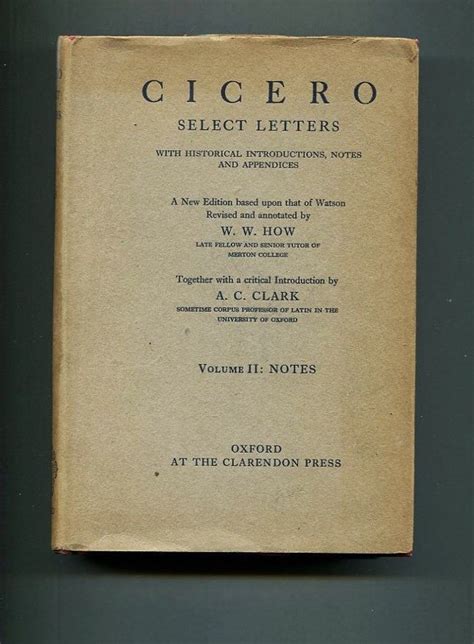 CICERO
SELECT LETTERS
WITH HISTORICAL INTRODUCTIONS, NOTES
AND APPENDICES
A New Edition based upon that of Watson
Revised and annotated by
W. W. HOW
LATE FELLOW AND SENIOR TUTOR OF
MERTON COLLEGE
Together with a critical Introduction by
A. C. CLARK
SOMETIME CORPUS PROFESSOR OF LATIN IN THE
UNIVERSITY OF OXFORD
VOLUME II: NOTES
OXFORD
AT THE CLARENDON PRESS